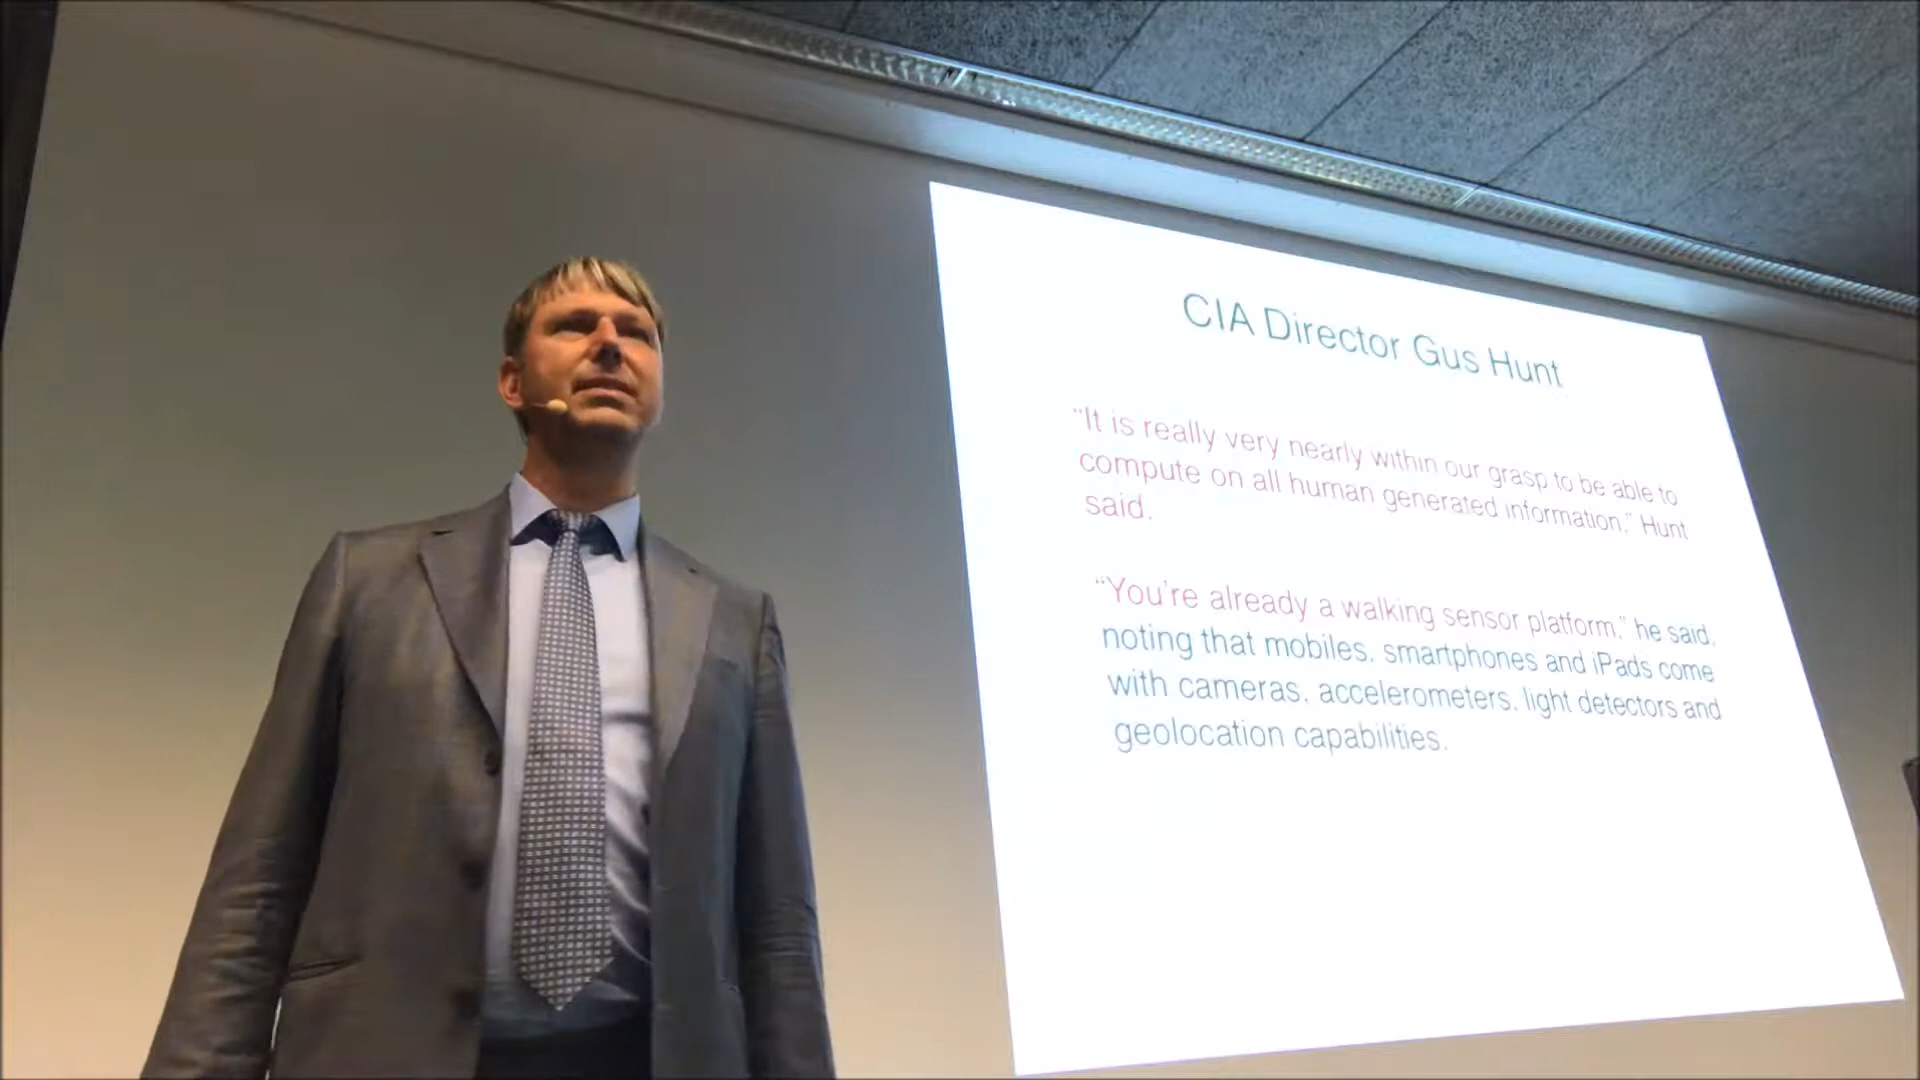 CIA Director Gus Hunt
“It is really very nearly within our grasp to be able to
compute on all human generated information,” Hunt
said.
“You’re already a walking sensor platform,” he said,
noting that mobiles, smartphones and iPads come
with cameras, accelerometers, light detectors and
geolocation capabilities.